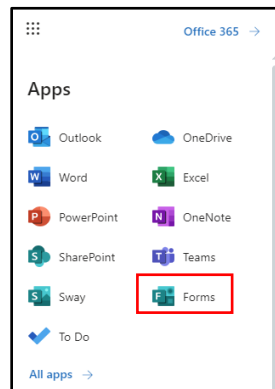 Office 365 →
Apps
Outlook OneDrive
Word Excel
PowerPoint OneNote
SharePoint Teams
Sway Forms
To Do
All apps →